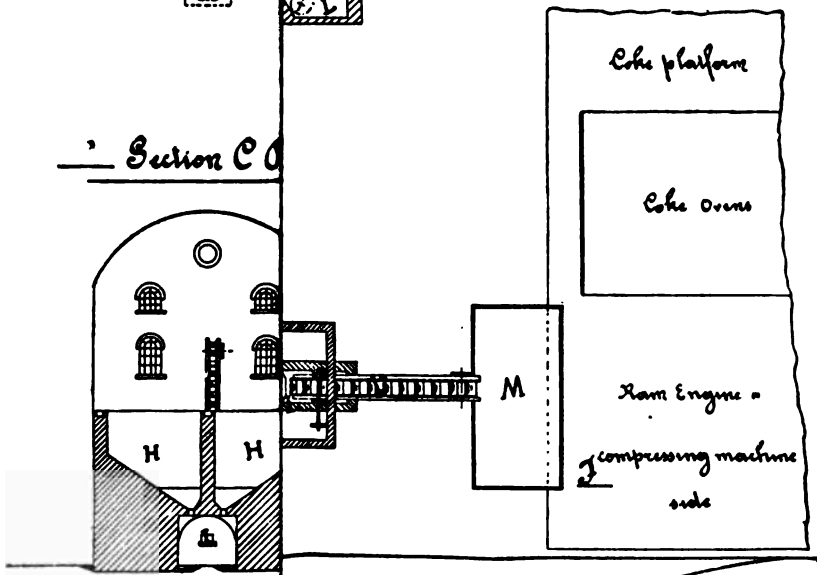 Coke platform
Section C
Coke Ovens
M
Ram Engine =
H H
compressing machine
F
side